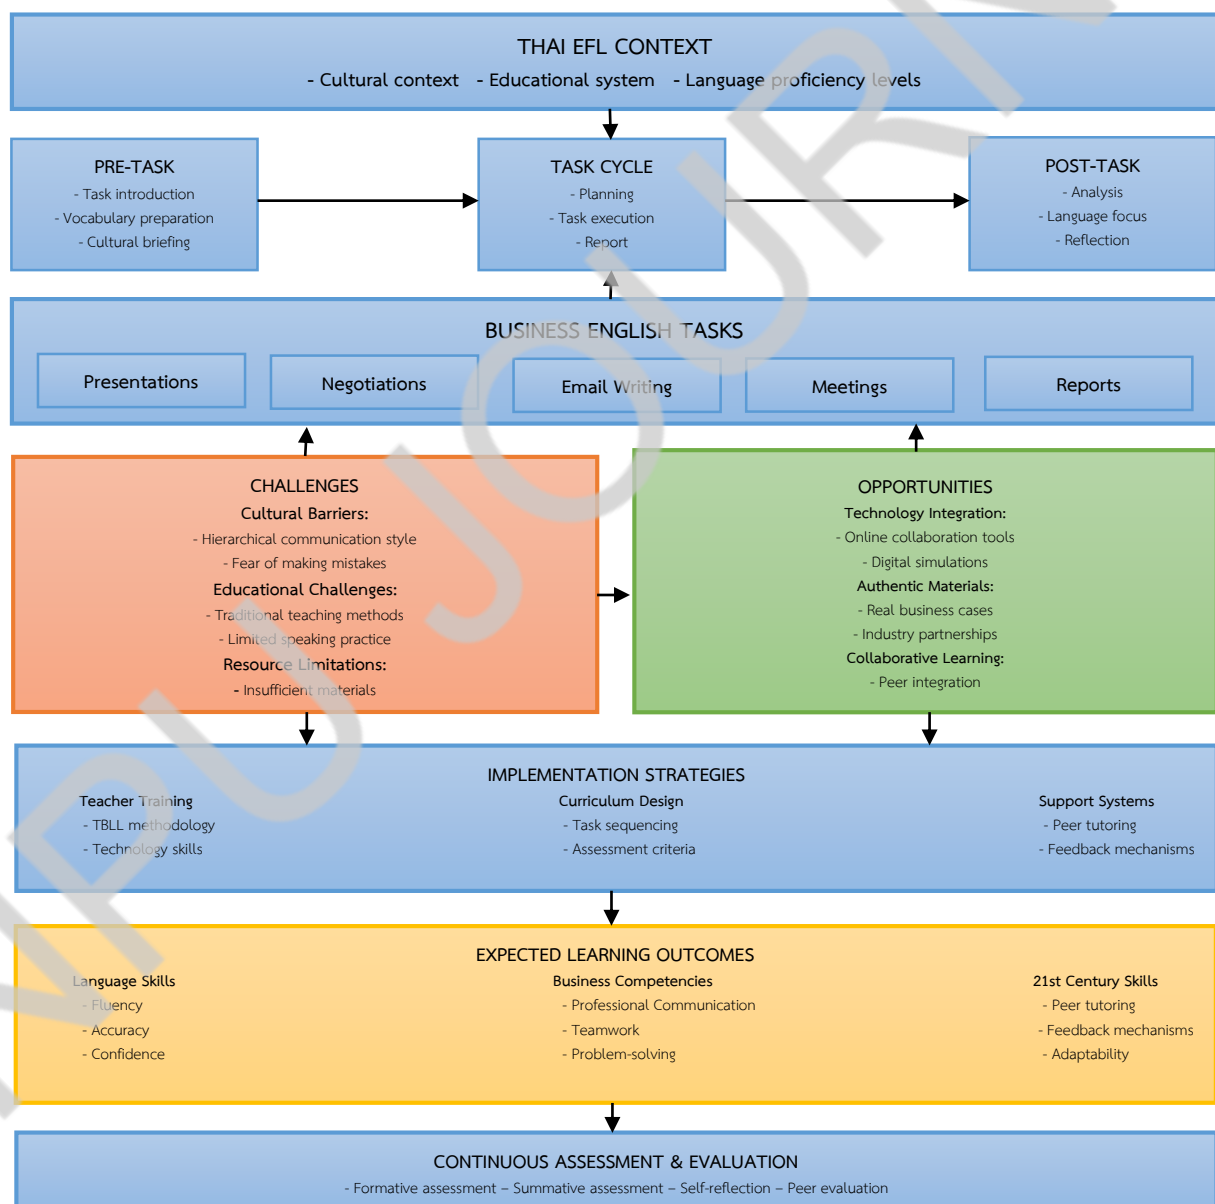 THAI EFL CONTEXT
- Cultural context - Educational system - Language proficiency levels
PRE-TASK
- Task introduction
- Vocabulary preparation
- Cultural briefing
TASK CYCLE
- Planning
- Task execution
- Report
POST-TASK
- Analysis
- Language focus
- Reflection
BUSINESS ENGLISH TASKS
Presentations
Negotiations
Email Writing
Meetings
Reports
CHALLENGES
Cultural Barriers:
- Hierarchical communication style
- Fear of making mistakes
Educational Challenges:
- Traditional teaching methods
- Limited speaking practice
Resource Limitations:
- Insufficient materials
OPPORTUNITIES
Technology Integration:
- Online collaboration tools
- Digital simulations
Authentic Materials:
- Real business cases
- Industry partnerships
Collaborative Learning:
- Peer integration
IMPLEMENTATION STRATEGIES
Teacher Training
- TBLL methodology
- Technology skills
Curriculum Design
- Task sequencing
- Assessment criteria
Support Systems
- Peer tutoring
- Feedback mechanisms
EXPECTED LEARNING OUTCOMES
Language Skills
- Fluency
- Accuracy
- Confidence
Business Competencies
- Professional Communication
- Teamwork
- Problem-solving
21st Century Skills
- Peer tutoring
- Feedback mechanisms
- Adaptability
CONTINUOUS ASSESSMENT & EVALUATION
- Formative assessment – Summative assessment – Self-reflection – Peer evaluation